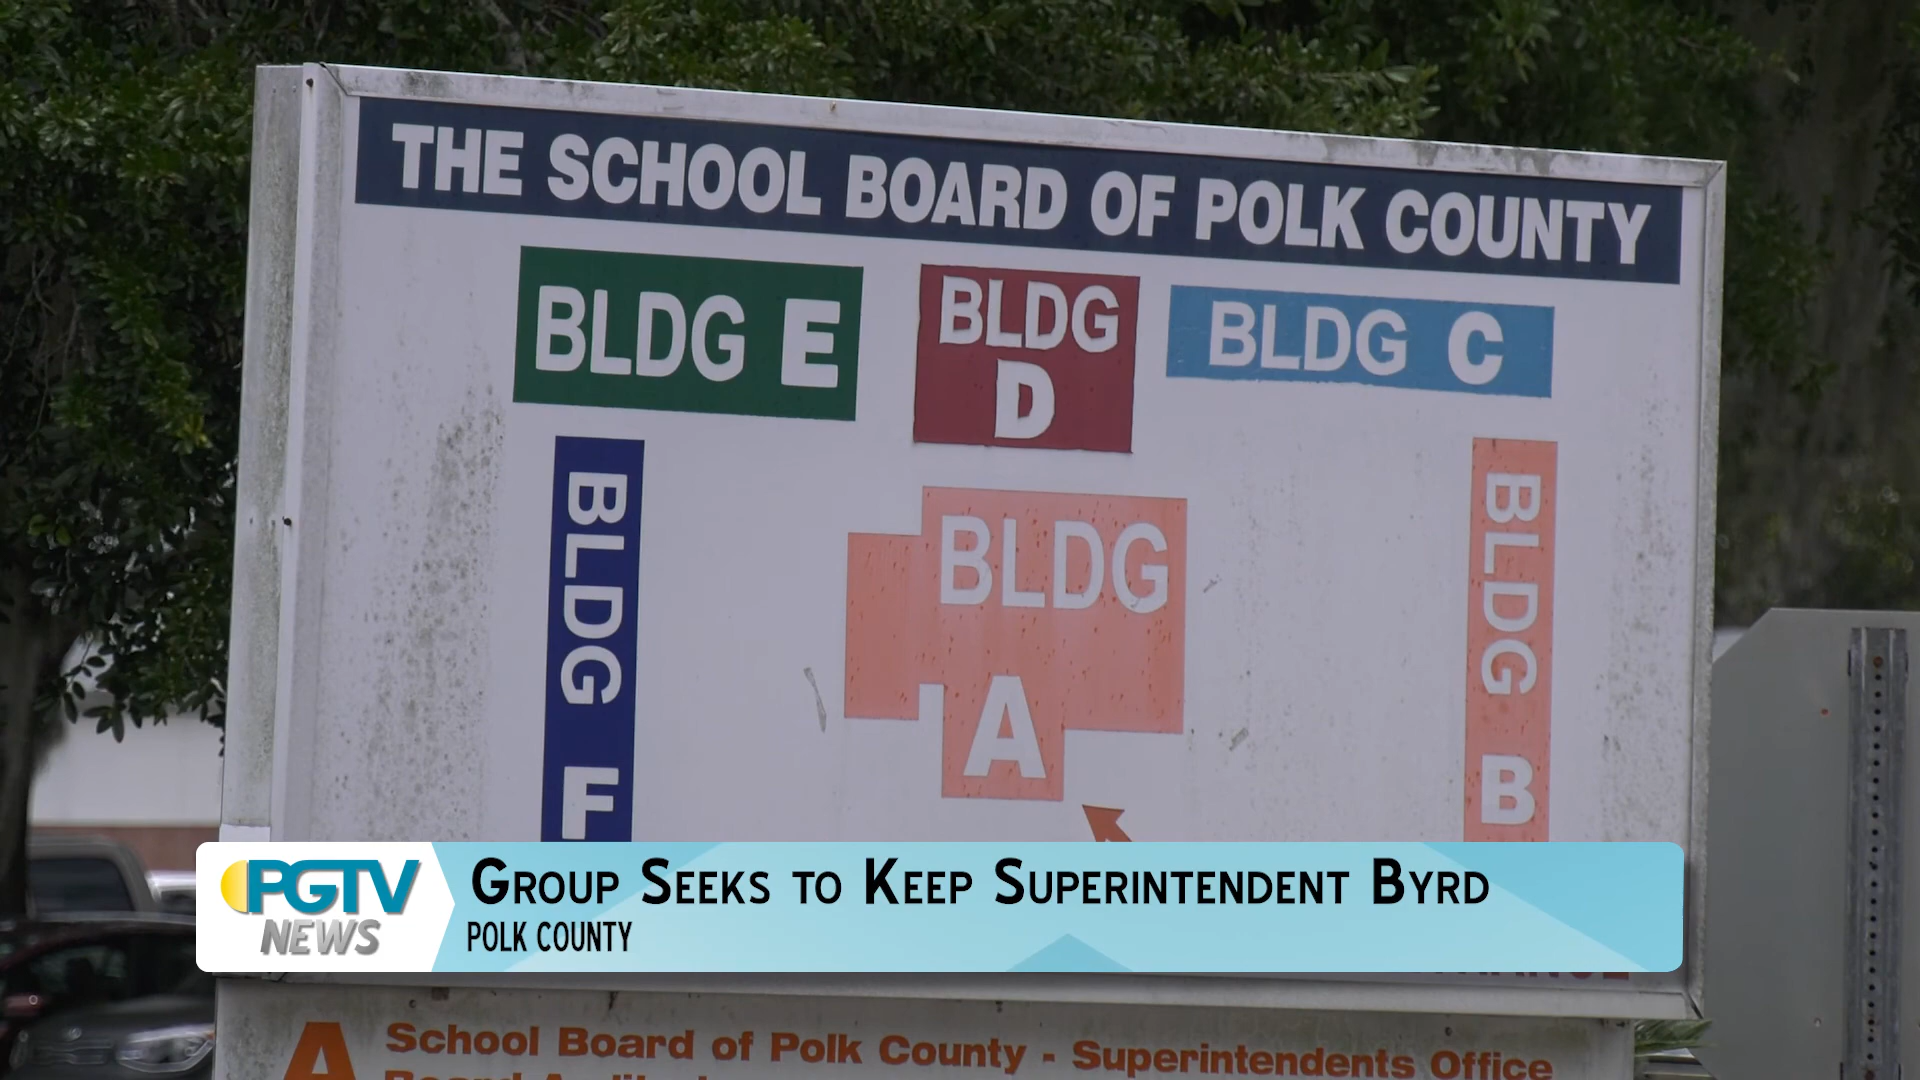 THE SCHOOL BOARD OF POLK COUNTY
BLDG E
BLDG
D
BLDG C
BLDG F
BLDG
A
BLDG B
PGTV
NEWS
Group Seeks to Keep Superintendent Byrd
POLK COUNTY
A
School Board of Polk County - Superintendents Office